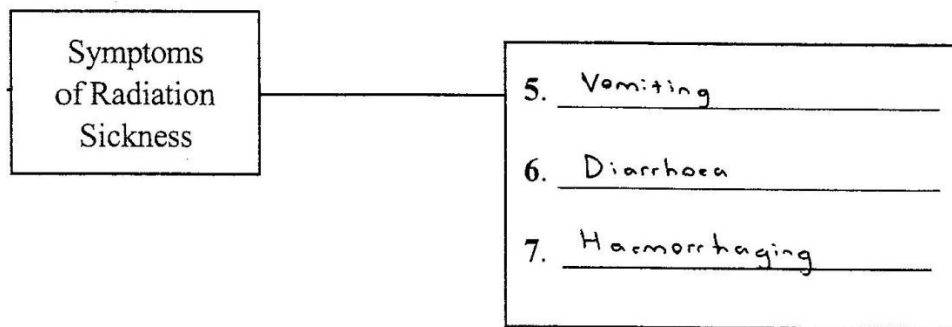 Symptoms
of Radiation
Sickness
5. Vomiting
6. Diarrhoea
7. Haemorrhaging